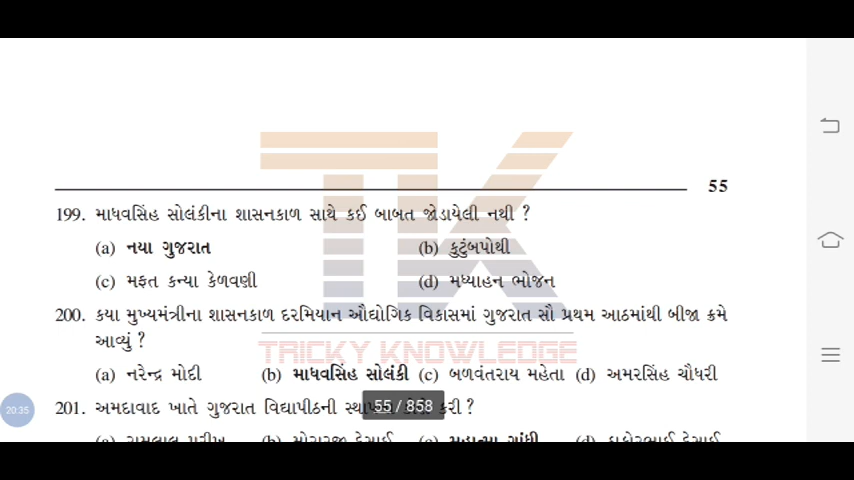 55
199. માધવસિંહ સોલંકીના શાસનકાળ સાથે કઈ બાબત જોડાયેલી નથી ?
(a) નયા ગુજરાત (b) કુટુંબપોથી
(c) મફત કન્યા કેળવણી (d) મધ્યાહન ભોજન
200. કયા મુખ્યમંત્રીના શાસનકાળ દરમિયાન ઔદ્યોગિક વિકાસમાં ગુજરાત સૌ પ્રથમ આઠમાંથી બીજા ક્રમે
આવ્યું ?
TRICKY KNOWLEDGE
(a) નરેન્દ્ર મોદી (b) માધવસિંહ સોલંકી (c) બળવંતરાય મહેતા (d) અમરસિંહ ચૌધરી
20:35
201. અમદાવાદ ખાતે ગુજરાત વિદ્યાપીઠની કરી ?
55 / 858
(c) મહાત્મા ગાંધી